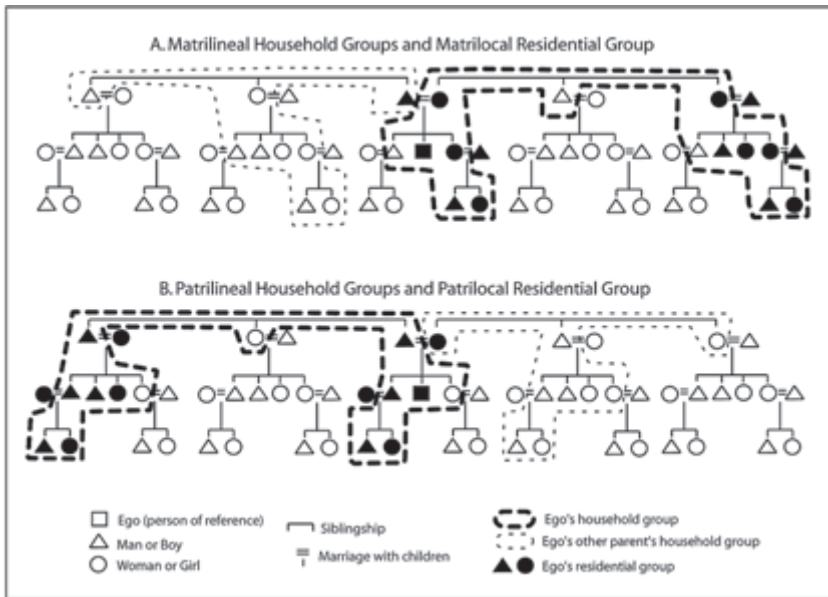 A. Matrilineal Household Groups and Matrilocal Residential Group
B. Patrilineal Household Groups and Patrilocal Residential Group
Ego (person of reference)
Man or Boy
Woman or Girl
Siblingship
Marriage with children
Ego's household group
Ego's other parent's household group
Ego's residential group